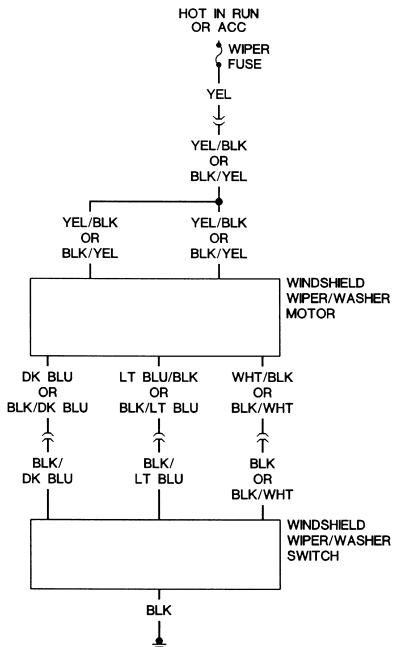 HOT IN RUN
OR ACC
WIPER
FUSE
YEL
YEL/BLK
OR
BLK/YEL
YEL/BLK
OR
BLK/YEL
YEL/BLK
OR
BLK/YEL
WINDSHIELD
WIPER/WASHER
MOTOR
DK BLU
OR
BLK/DK BLU
LT BLU/BLK
OR
BLK/LT BLU
WHT/BLK
OR
BLK/WHT
BLK/
DK BLU
BLK/
LT BLU
BLK
OR
BLK/WHT
WINDSHIELD
WIPER/WASHER
SWITCH
BLK